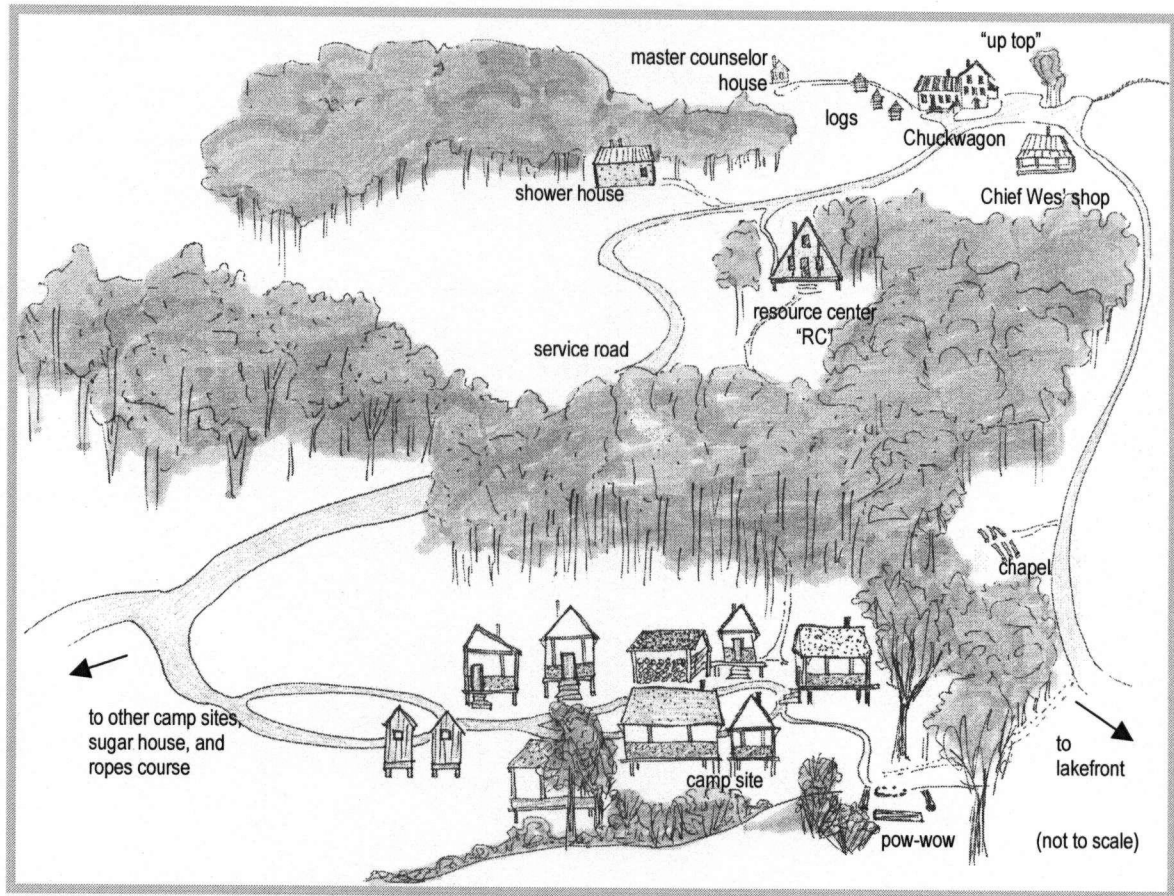 "up top"
master counselor
house
logs
Chuckwagon
shower house
Chief Wes' shop
resource center
"RC"
service road
chapel
to other camp sites,
sugar house, and
ropes course
to
lakefront
camp site
pow-wow
(not to scale)